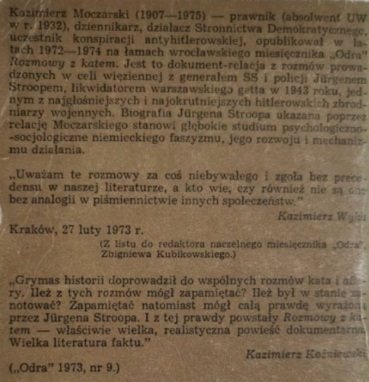 Kazimierz Moczarski (1907—1975) — prawnik (absolwent UW
w r. 1932), dziennikarz, działacz Stronnictwa Demokratycznego,
uczestnik konspiracji antyhitlerowskiej, opublikował w la-
tach 1972—1974 na łamach wrocławskiego miesięcznika „Odra”
Rozmowy z katem. Jest to dokument-relacja z rozmów prowa-
dzonych w celi więziennej z generałem SS i policji Jürgenem
Stroopem, likwidatorem warszawskiego getta w 1943 roku, jed-
nym z najgłośniejszych i najokrutniejszych hitlerowskich zbrod-
niarzy wojennych. Biografia Jürgena Stroopa ukazana poprzez
relację Moczarskiego stanowi głębokie studium psychologiczno-
-socjologiczne niemieckiego faszyzmu, jego rozwoju i mechaniz-
mu działania.
„Uważam te rozmowy za coś niebywałego i zgoła bez prece-
densu w naszej literaturze, a kto wie, czy również nie są one
bez analogii w piśmiennictwie innych społeczeństw.”
Kazimierz Wyka
Kraków, 27 luty 1973 r.
(Z listu do redaktora naczelnego miesięcznika „Odra”
Zbigniewa Kubikowskiego.)
„Grymas historii doprowadził do wspólnych rozmów kata i ofia-
ry. Ileż z tych rozmów mógł zapamiętać? Ileż był w stanie za-
notować? Zapamiętać natomiast mógł całą prawdę wyrażoną
przez Jürgena Stroopa. I z tej prawdy powstały Rozmowy z ka-
tem — właściwie wielka, realistyczna powieść dokumentarna.
Wielka literatura faktu.”
Kazimierz Koźniewski
(„Odra” 1973, nr 9.)